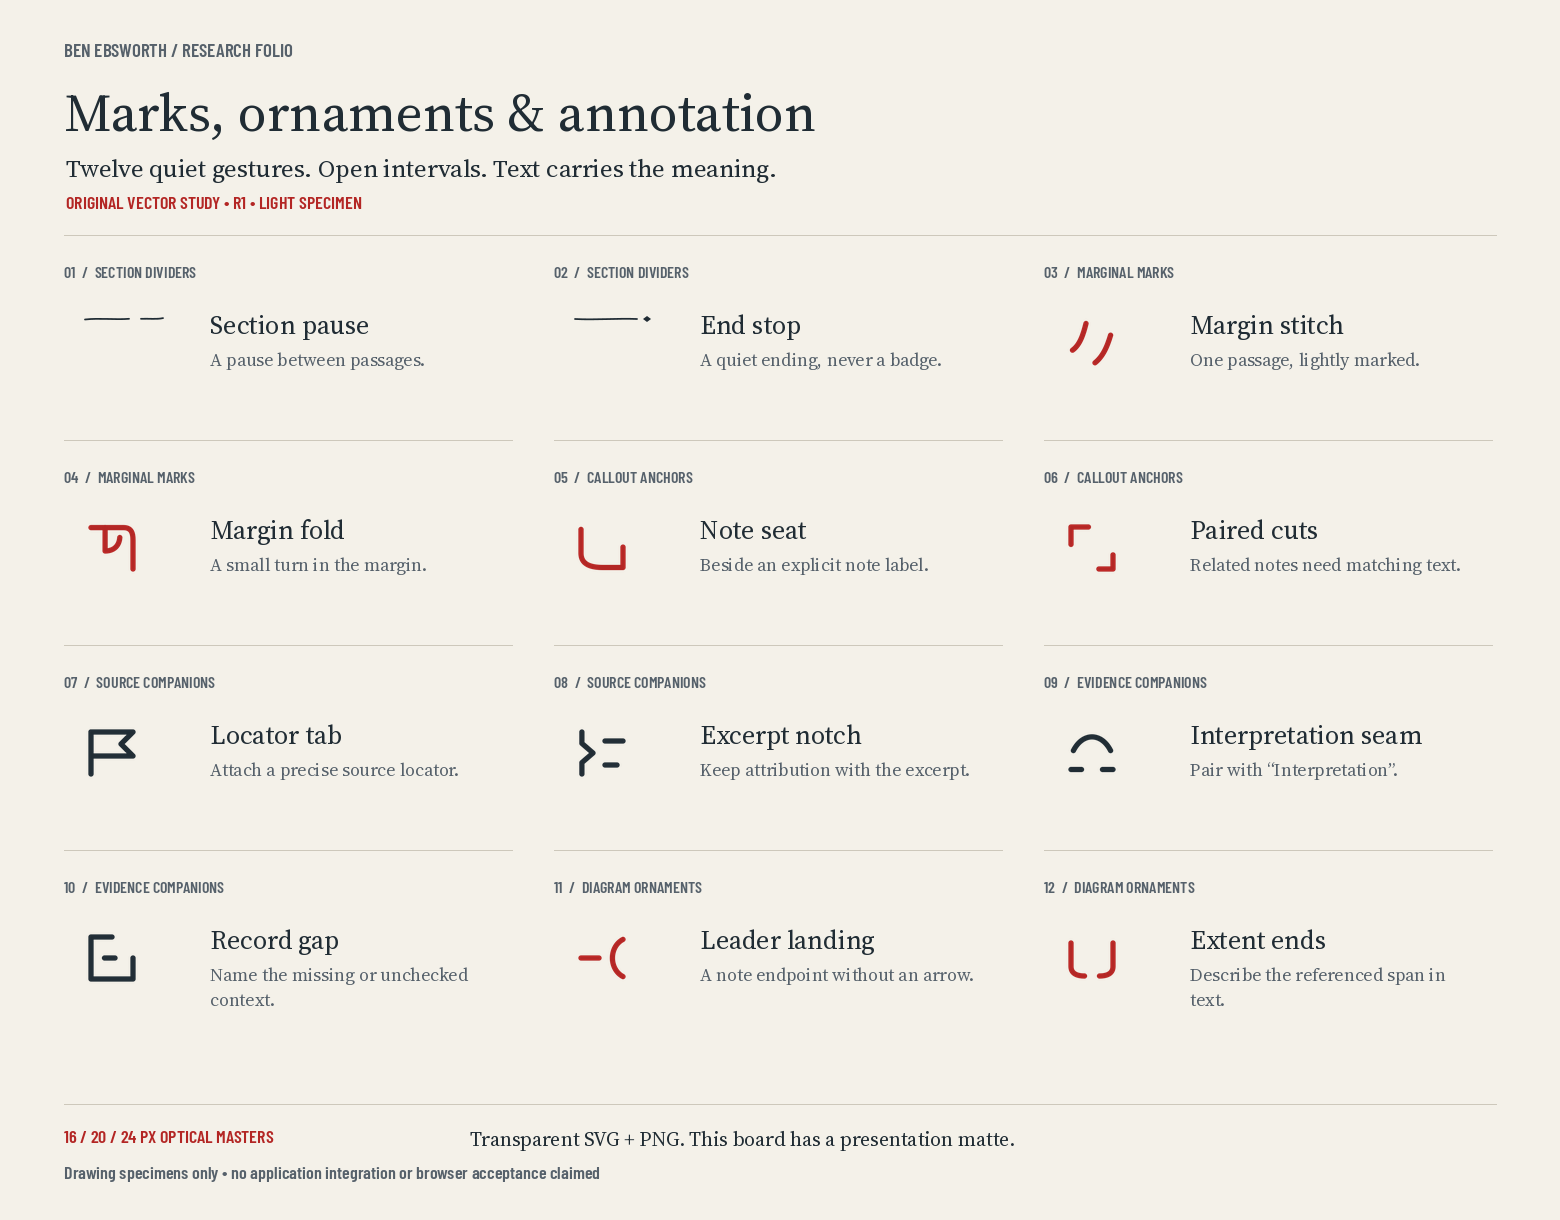 BEN EBSWORTH / RESEARCH FOLIO
Marks, ornaments & annotation
Twelve quiet gestures. Open intervals. Text carries the meaning.
ORIGINAL VECTOR STUDY • R1 • LIGHT SPECIMEN
01 / SECTION DIVIDERS
Section pause
A pause between passages.
02 / SECTION DIVIDERS
End stop
A quiet ending, never a badge.
03 / MARGINAL MARKS
Margin stitch
One passage, lightly marked.
04 / MARGINAL MARKS
Margin fold
A small turn in the margin.
05 / CALLOUT ANCHORS
Note seat
Beside an explicit note label.
06 / CALLOUT ANCHORS
Paired cuts
Related notes need matching text.
07 / SOURCE COMPANIONS
Locator tab
Attach a precise source locator.
08 / SOURCE COMPANIONS
Excerpt notch
Keep attribution with the excerpt.
09 / EVIDENCE COMPANIONS
Interpretation seam
Pair with “Interpretation”.
10 / EVIDENCE COMPANIONS
Record gap
Name the missing or unchecked
context.
11 / DIAGRAM ORNAMENTS
Leader landing
A note endpoint without an arrow.
12 / DIAGRAM ORNAMENTS
Extent ends
Describe the referenced span in
text.
16 / 20 / 24 PX OPTICAL MASTERS
Transparent SVG + PNG. This board has a presentation matte.
Drawing specimens only • no application integration or browser acceptance claimed